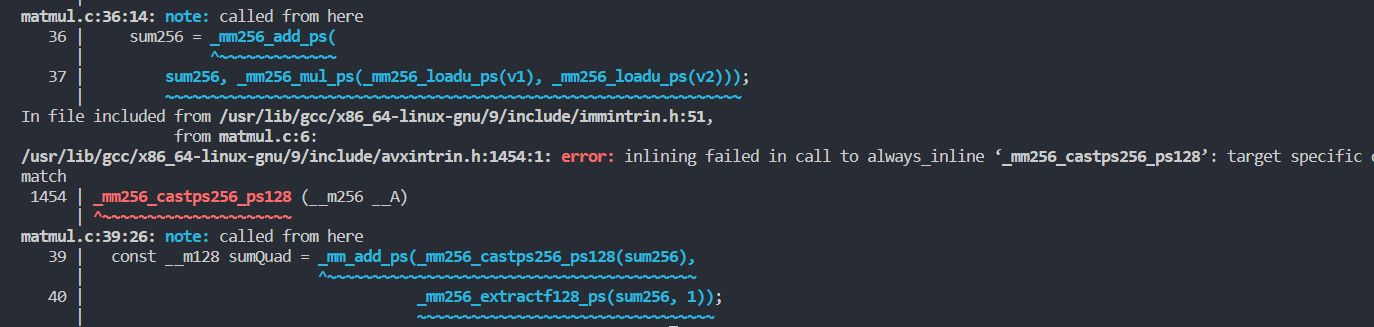 |
matmul.c:36:14: note: called from here
   36 |     sum256 = _mm256_add_ps(
      |              ^~~~~~~~~~~~~~
   37 |         sum256, _mm256_mul_ps(_mm256_loadu_ps(v1), _mm256_loadu_ps(v2)));
      |         ~~~~~~~~~~~~~~~~~~~~~~~~~~~~~~~~~~~~~~~~~~~~~~~~~~~~~~~~~~~~~~~~
In file included from /usr/lib/gcc/x86_64-linux-gnu/9/include/immintrin.h:51,
                 from matmul.c:6:
/usr/lib/gcc/x86_64-linux-gnu/9/include/avxintrin.h:1454:1: error: inlining failed in call to always_inline ‘_mm256_castps256_ps128’: target specific
match
 1454 | _mm256_castps256_ps128 (__m256 __A)
      | ^~~~~~~~~~~~~~~~~~~~~~
matmul.c:39:26: note: called from here
   39 |   const __m128 sumQuad = _mm_add_ps(_mm256_castps256_ps128(sum256),
      |                          ^~~~~~~~~~~~~~~~~~~~~~~~~~~~~~~~~~~~~~~~~~
   40 |                                     _mm256_extractf128_ps(sum256, 1));
      |                                     ~~~~~~~~~~~~~~~~~~~~~~~~~~~~~~~~~